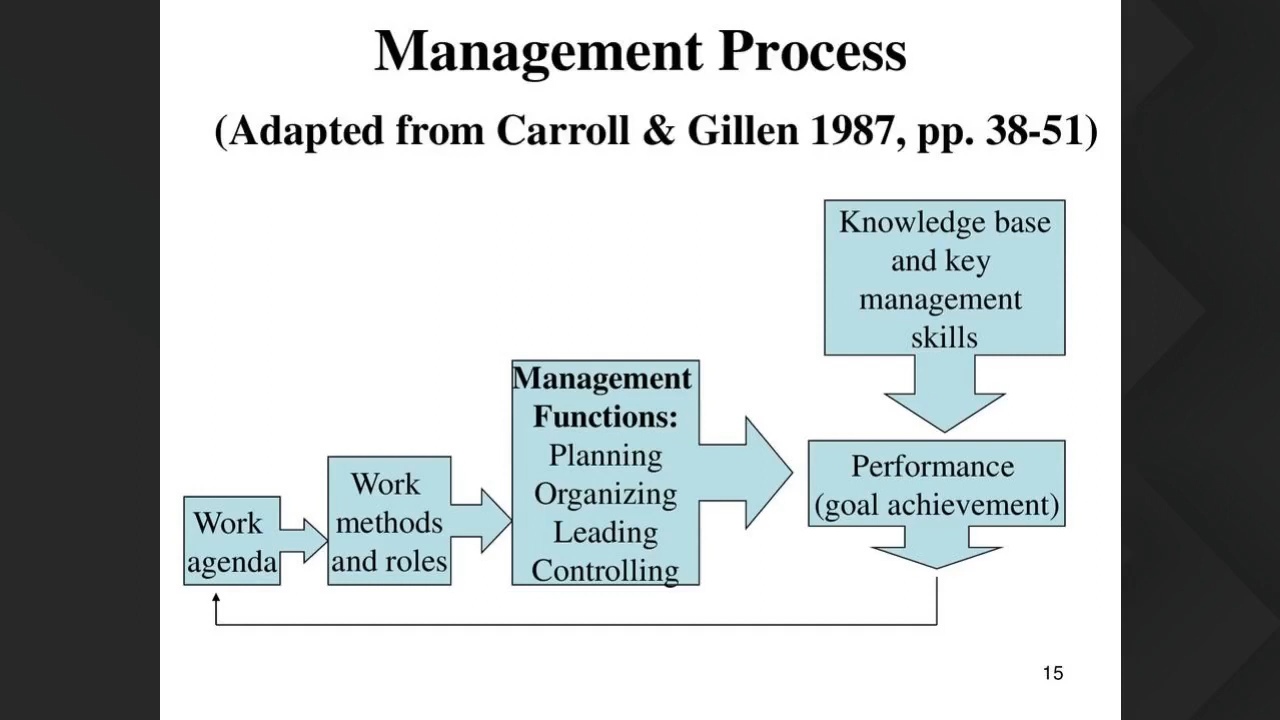 Management Process
(Adapted from Carroll & Gillen 1987, pp. 38-51)
Work
agenda
Work
methods
and roles
Management
Functions:
Planning
Organizing
Leading
Controlling
Knowledge base
and key
management
skills
Performance
(goal achievement)
15